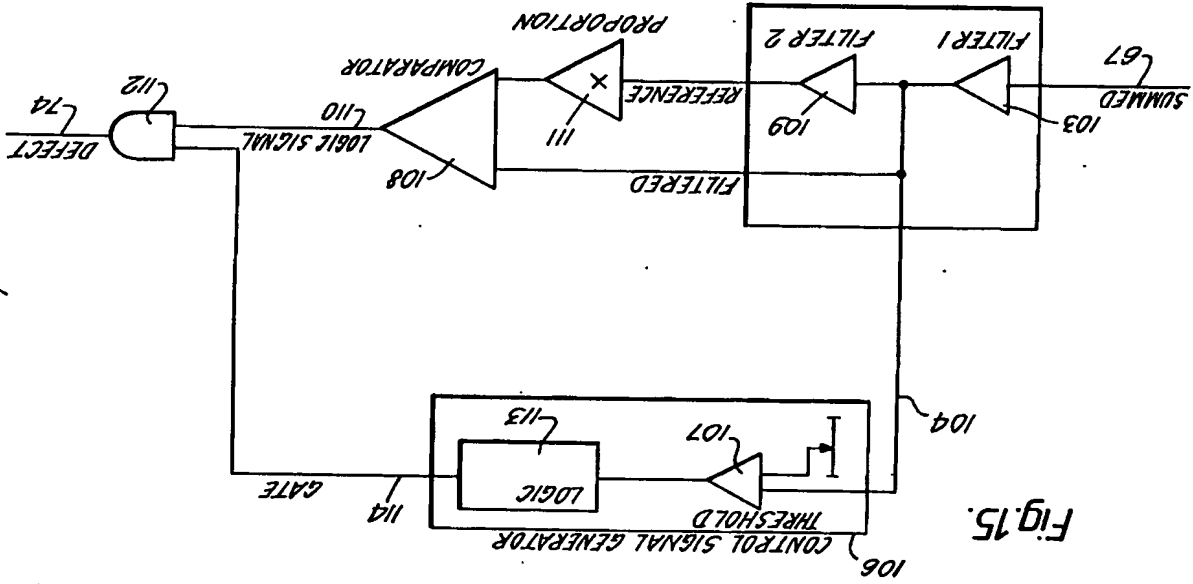 Fig.15.
106
CONTROL SIGNAL GENERATOR
THRESHOLD
LOGIC
107
113
104
114
GATE
SUMMED
67
103
FILTER 1
109
FILTER 2
FILTERED
REFERENCE
111
X
PROPORTION
108
COMPARATOR
LOGIC SIGNAL
110
112
DEFECT
74